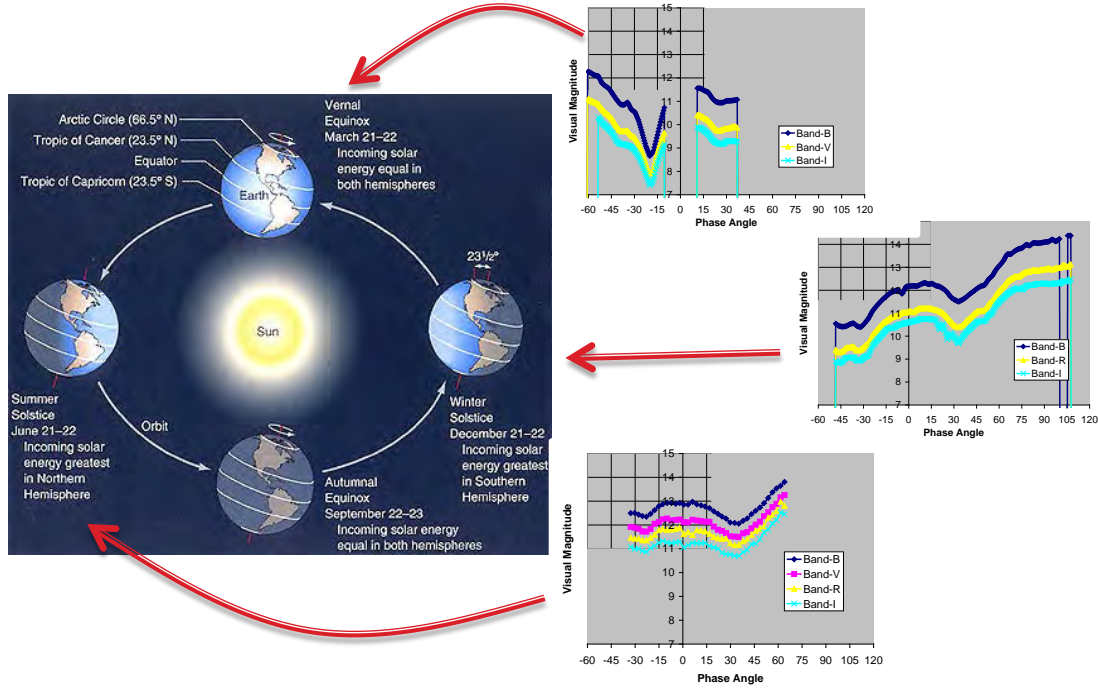 Arctic Circle (66.5º N)
Tropic of Cancer (23.5º N)
Equator
Tropic of Capricorn (23.5º S)
Earth
Vernal
Equinox
March 21–22
Incoming solar
energy equal in
both hemispheres
23½°
Sun
Summer
Solstice
June 21–22
Incoming solar
energy greatest
in Northern
Hemisphere
Orbit
Winter
Solstice
December 21–22
Incoming solar
energy greatest
in Southern
Hemisphere
Autumnal
Equinox
September 22–23
Incoming solar energy
equal in both hemispheres
Visual Magnitude
15
14
13
12
11
10
9
8
7
-60 -45 -30 -15 0 15 30 45 60 75 90 105 120
Phase Angle
Band-B
Band-V
Band-I
Visual Magnitude
14
13
12
11
10
9
8
7
-60 -45 -30 -15 0 15 30 45 60 75 90 105 120
Phase Angle
Band-B
Band-R
Band-I
Visual Magnitude
15
14
13
12
11
10
9
8
7
-60 -45 -30 -15 0 15 30 45 60 75 90 105 120
Phase Angle
Band-B
Band-V
Band-R
Band-I